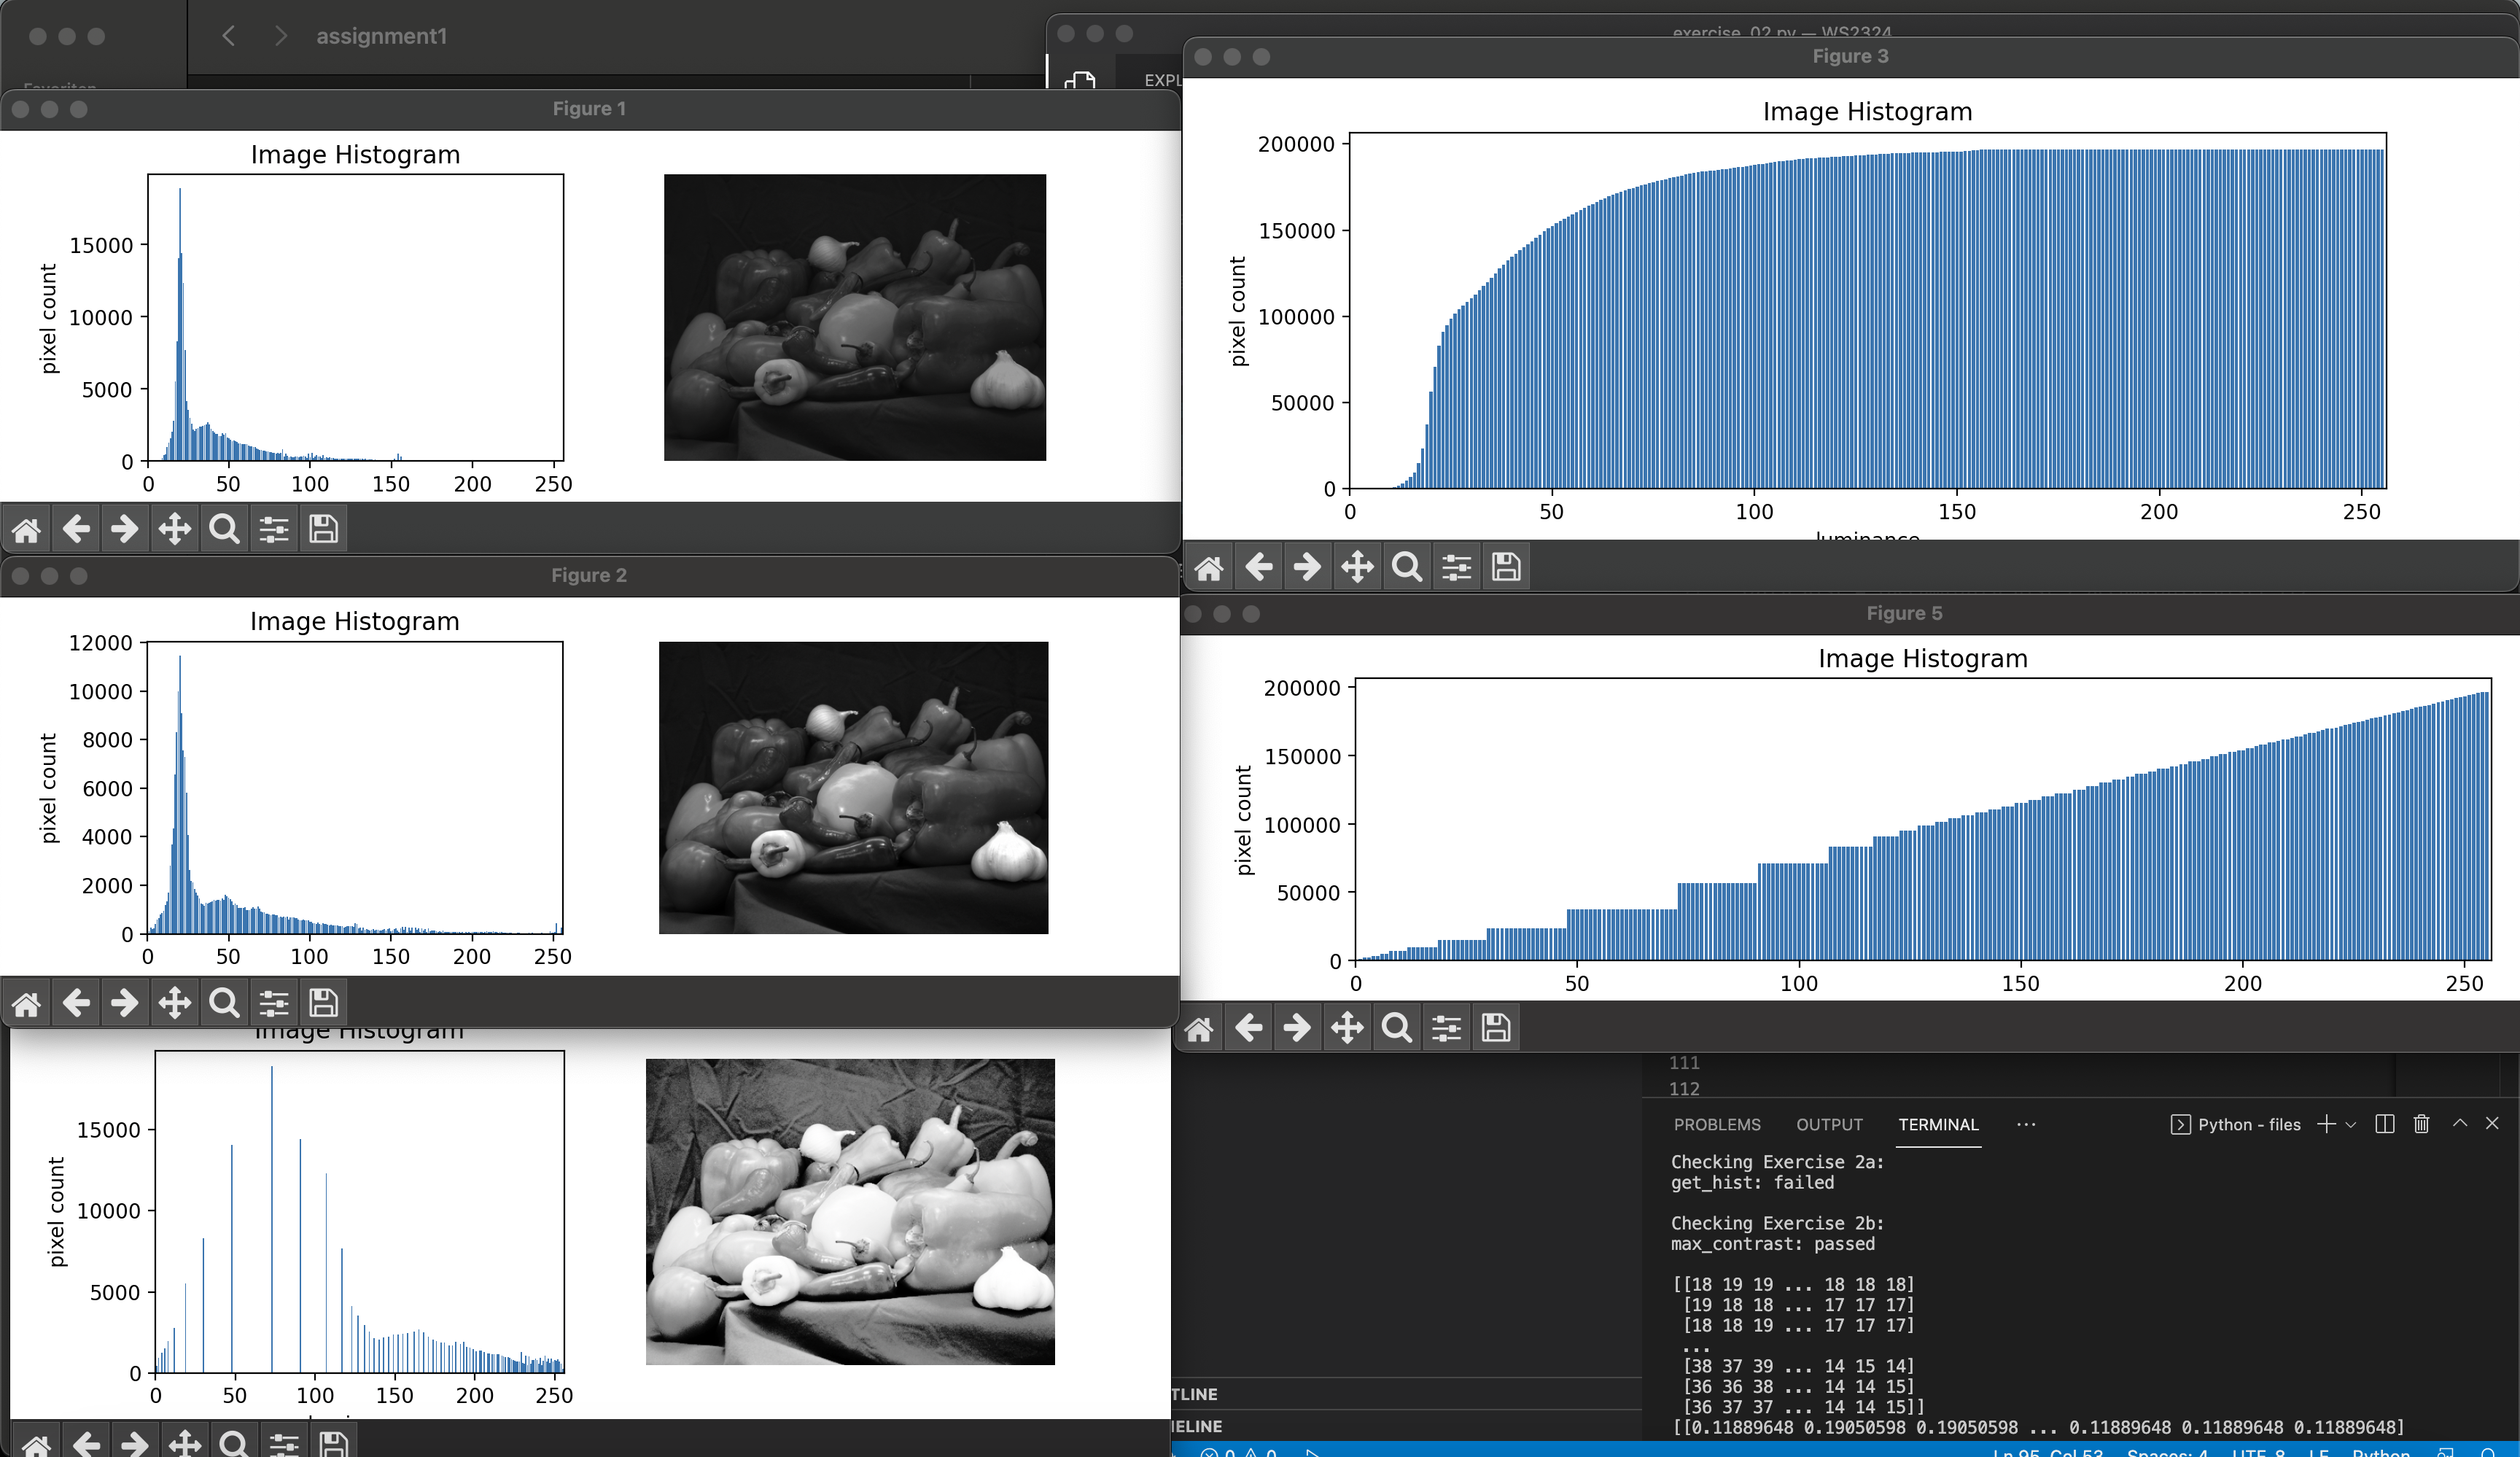 assignment1
exercise_02.py — WS2324
EXPL
Figure 1
Image Histogram
pixel count
15000
10000
5000
0
0 50 100 150 200 250
Figure 2
Image Histogram
pixel count
12000
10000
8000
6000
4000
2000
0
0 50 100 150 200 250
Image Histogram
pixel count
15000
10000
5000
0
0 50 100 150 200 250
Figure 3
Image Histogram
pixel count
200000
150000
100000
50000
0
0 50 100 150 200 250
luminance
Figure 5
Image Histogram
pixel count
200000
150000
100000
50000
0
0 50 100 150 200 250
111
112
PROBLEMS OUTPUT TERMINAL ... Python - files
Checking Exercise 2a:
get_hist: failed
Checking Exercise 2b:
max_contrast: passed
[[18 19 19 ... 18 18 18]
[19 18 18 ... 17 17 17]
[18 18 19 ... 17 17 17]
...
[38 37 39 ... 14 15 14]
[36 36 38 ... 14 14 15]
[36 37 37 ... 14 14 15]]
[[0.11889648 0.19050598 0.19050598 ... 0.11889648 0.11889648 0.11889648]
TLINE
IELINE
0 0 Ln 95, Col 53 Spaces: 4 UTF-8 LF Python